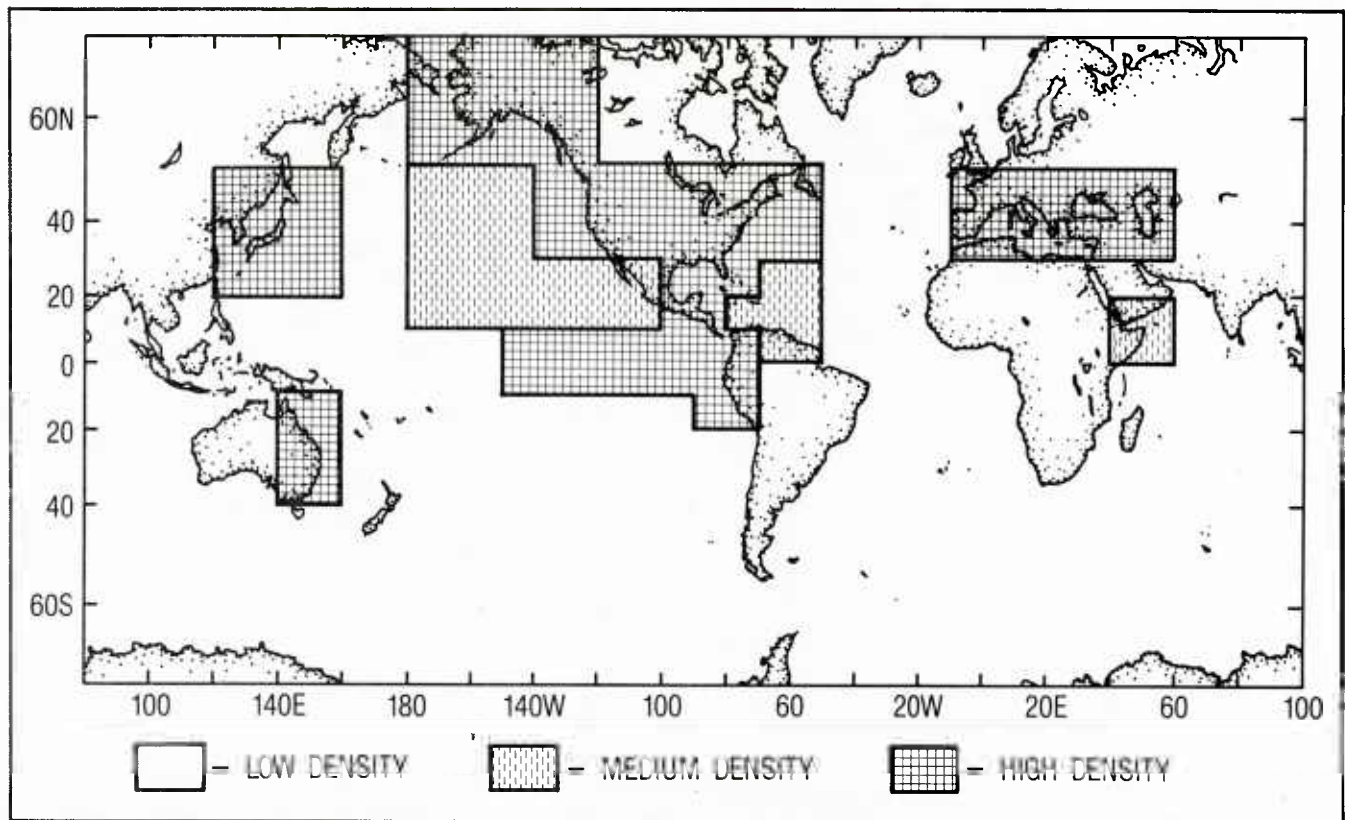 60N
40
20
0
20
40
60S
100 140E 180 140W 100 60 20W 20E 60 100
= LOW DENSITY = MEDIUM DENSITY = HIGH DENSITY